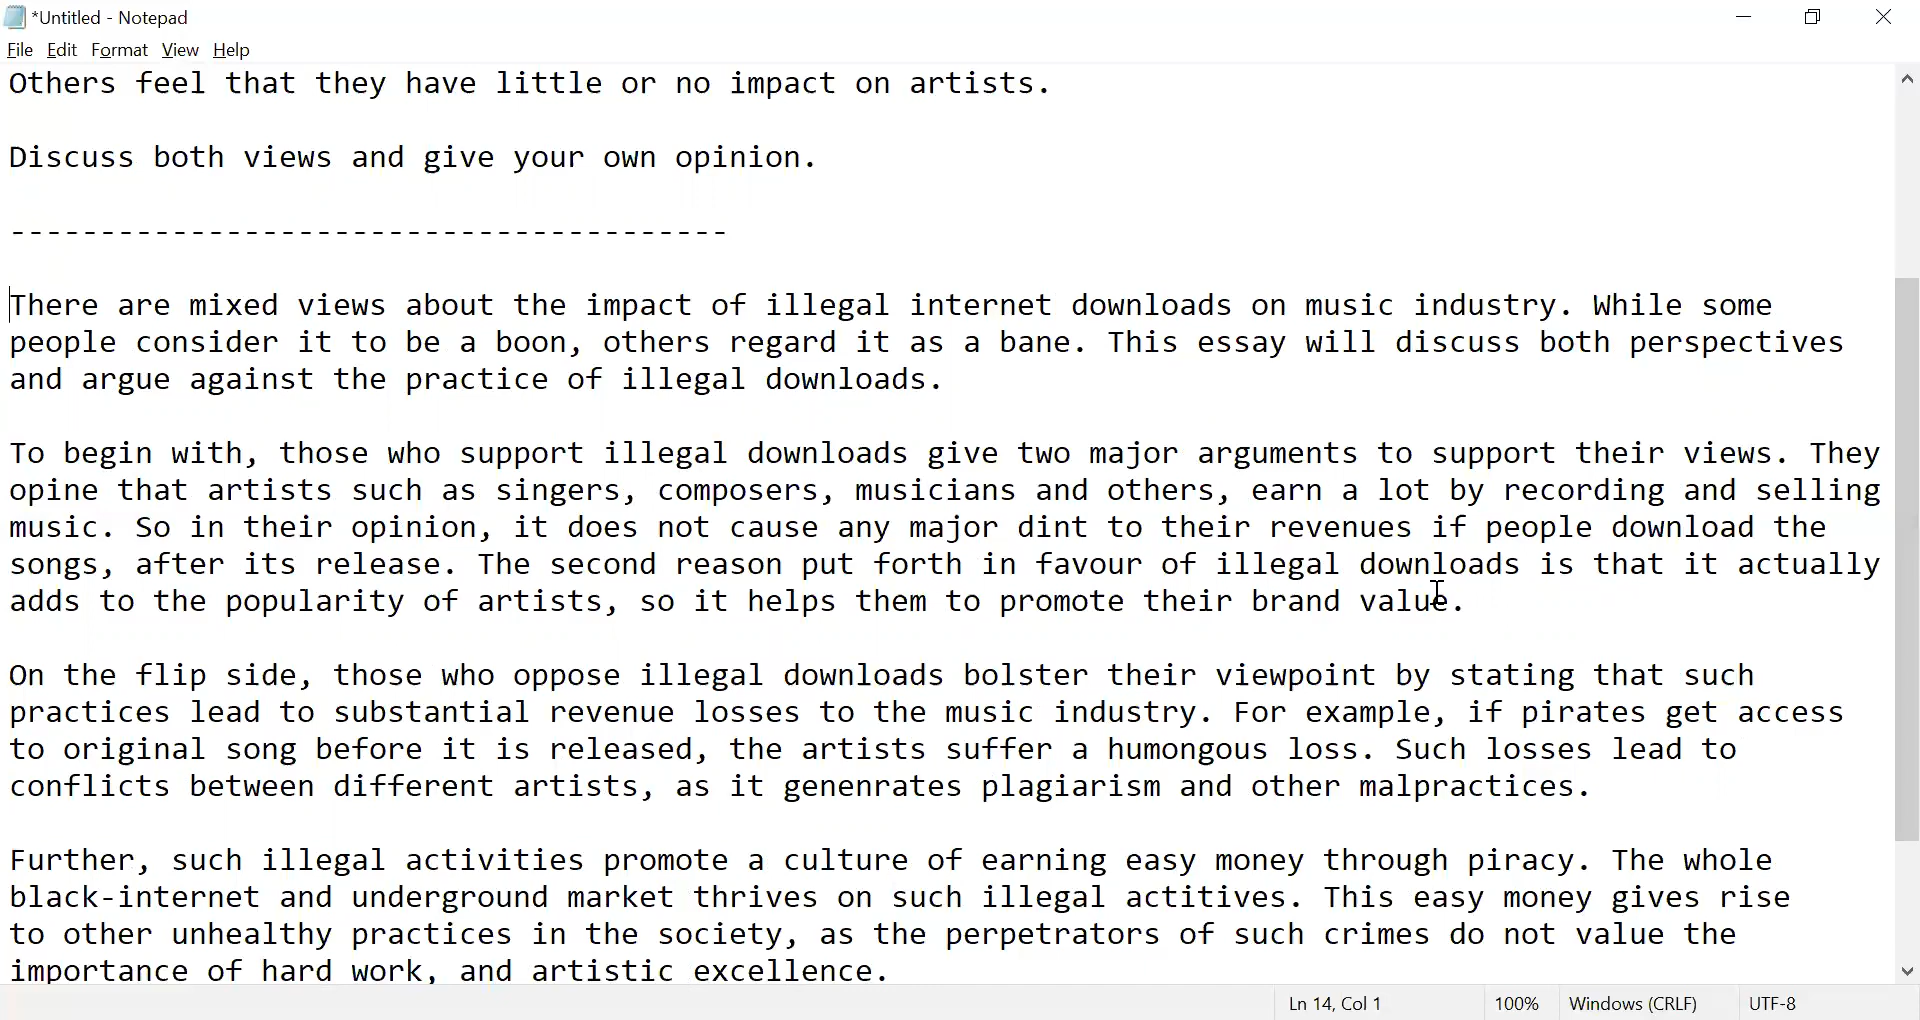 *Untitled - Notepad
File Edit Format View Help
Others feel that they have little or no impact on artists.
Discuss both views and give your own opinion.
----------------------------------------
There are mixed views about the impact of illegal internet downloads on music industry. While some
people consider it to be a boon, others regard it as a bane. This essay will discuss both perspectives
and argue against the practice of illegal downloads.
To begin with, those who support illegal downloads give two major arguments to support their views. They
opine that artists such as singers, composers, musicians and others, earn a lot by recording and selling
music. So in their opinion, it does not cause any major dint to their revenues if people download the
songs, after its release. The second reason put forth in favour of illegal downloads is that it actually
adds to the popularity of artists, so it helps them to promote their brand value.
On the flip side, those who oppose illegal downloads bolster their viewpoint by stating that such
practices lead to substantial revenue losses to the music industry. For example, if pirates get access
to original song before it is released, the artists suffer a humongous loss. Such losses lead to
conflicts between different artists, as it genenrates plagiarism and other malpractices.
Further, such illegal activities promote a culture of earning easy money through piracy. The whole
black-internet and underground market thrives on such illegal actitives. This easy money gives rise
to other unhealthy practices in the society, as the perpetrators of such crimes do not value the
importance of hard work, and artistic excellence.
Ln 14, Col 1 100% Windows (CRLF) UTF-8